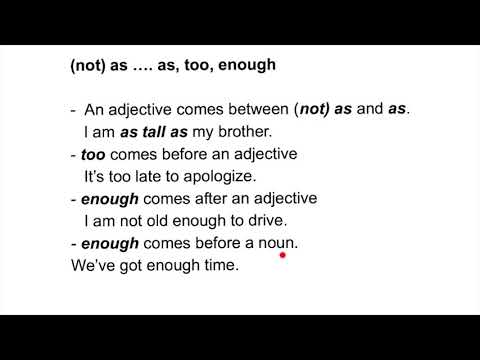 (not) as …. as, too, enough
- An adjective comes between (not) as and as.
I am as tall as my brother.
- too comes before an adjective
It's too late to apologize.
- enough comes after an adjective
I am not old enough to drive.
- enough comes before a noun.
We've got enough time.